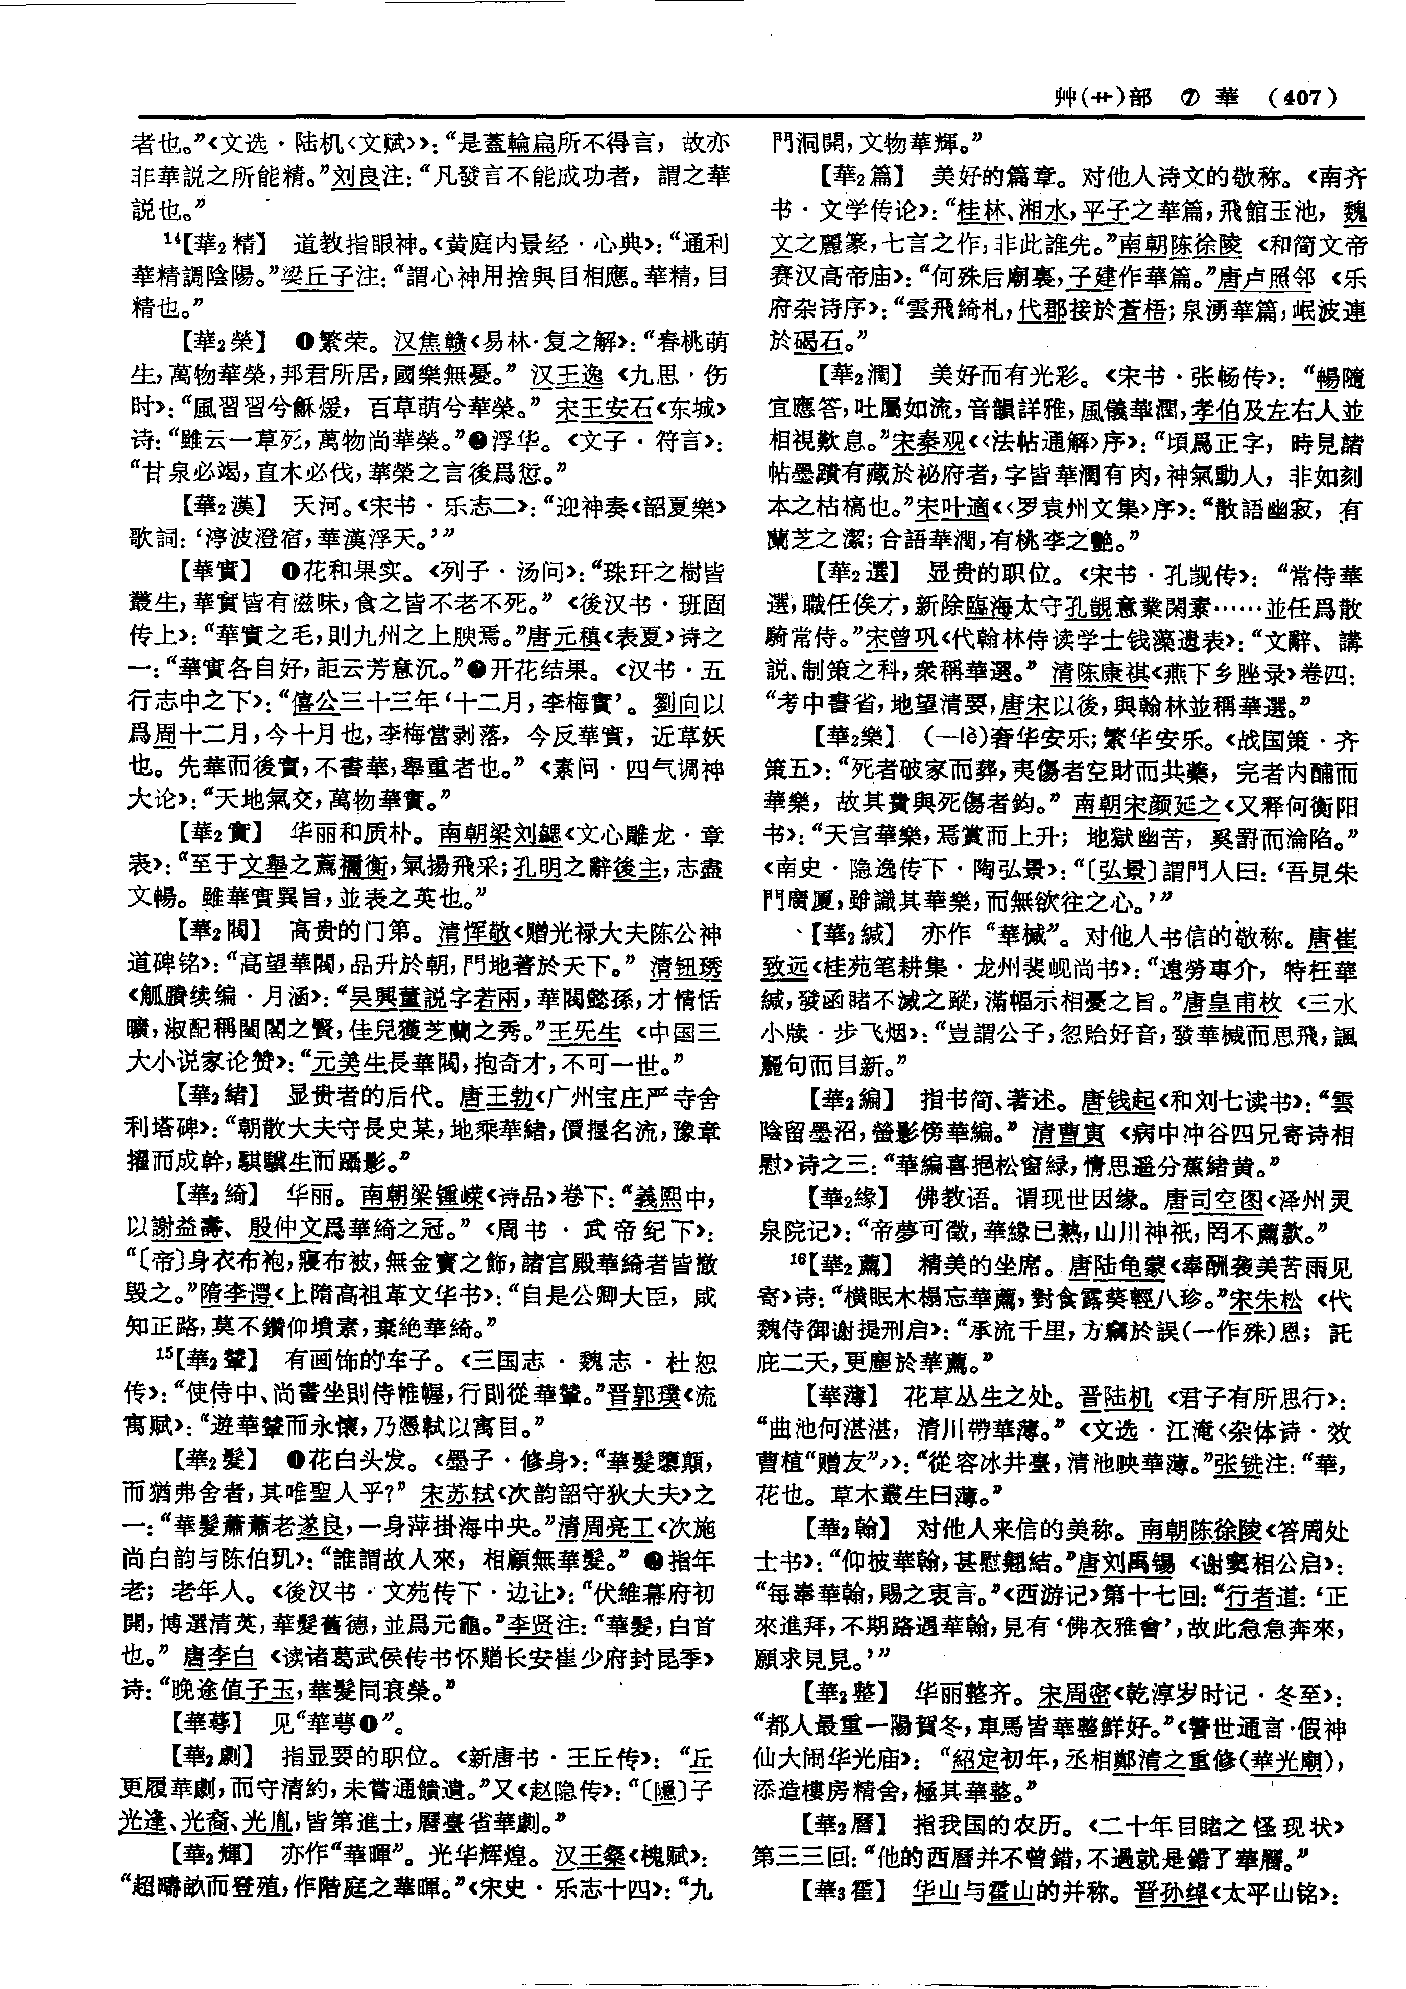 艸(艹)部 ⑦ 華 (407)
者也。”《文选·陆机〈文赋〉》：“是蓋輪扁所不得言，故亦
非華説之所能精。”刘良注：“凡發言不能成功者，謂之華
説也。”
¹⁴【華₂精】 道教指眼神。《黄庭内景经·心典》：“通利
華精調陰陽。”梁丘子注：“謂心神用捨與目相應。華精，目
精也。”
【華₂榮】 ❶繁荣。汉焦赣《易林·复之解》：“春桃萌
生，萬物華榮，邦君所居，國樂無憂。”汉王逸《九思·伤
时》：“風習習兮龢煖，百草萌兮華榮。”宋王安石《东城》
诗：“雖云一草死，萬物尚華榮。”❷浮华。《文子·符言》：
“甘泉必竭，直木必伐，華榮之言後爲愆。”
【華₂漢】 天河。《宋书·乐志二》：“迎神奏《韶夏樂》
歌詞：‘渟波澄宿，華漢浮天。’”
【華實】 ❶花和果实。《列子·汤问》：“珠玕之樹皆
叢生，華實皆有滋味，食之皆不老不死。”《後汉书·班固
传上》：“華實之毛，則九州之上腴焉。”唐元稹《表夏》诗之
一：“華實各自好，詎云芳意沉。”❷开花结果。《汉书·五
行志中之下》：“僖公三十三年‘十二月，李梅實’。劉向以
爲周十二月，今十月也，李梅當剥落，今反華實，近草妖
也。先華而後實，不書華，舉重者也。”《素问·四气调神
大论》：“天地氣交，萬物華實。”
【華₂實】 华丽和质朴。南朝梁刘勰《文心雕龙·章
表》：“至于文舉之薦禰衡，氣揚飛采；孔明之辭後主，志盡
文暢。雖華實異旨，並表之英也。”
【華₂閥】 高贵的门第。清恽敬《赠光禄大夫陈公神
道碑铭》：“高望華閥，品升於朝，門地著於天下。”清钮琇
《觚賸续编·月涵》：“吴興董説字若雨，華閥懿孫，才情恬
曠，淑配稱閨閤之賢，佳兒獲芝蘭之秀。”王旡生《中国三
大小说家论赞》：“元美生長華閥，抱奇才，不可一世。”
【華₂緒】 显贵者的后代。唐王勃《广州宝庄严寺舍
利塔碑》：“朝散大夫守長史某，地乘華緒，價握名流，豫章
擢而成幹，騏驥生而躡影。”
【華₂綺】 华丽。南朝梁锺嵘《诗品》卷下：“義熙中，
以謝益壽、殷仲文爲華綺之冠。”《周书·武帝纪下》：
“〔帝〕身衣布袍，寢布被，無金寶之飾，諸宫殿華綺者皆撤
毁之。”隋李谔《上隋高祖革文华书》：“自是公卿大臣，咸
知正路，莫不鑽仰墳素，棄絶華綺。”
¹⁵【華₂輦】 有画饰的车子。《三国志·魏志·杜恕
传》：“使侍中、尚書坐則侍帷幄，行則從華輦。”晋郭璞《流
寓赋》：“遊華輦而永懷，乃憑軾以寓目。”
【華₂髮】 ❶花白头发。《墨子·修身》：“華髮隳顛，
而猶弗舍者，其唯聖人乎？”宋苏轼《次韵韶守狄大夫》之
一：“華髮蕭蕭老遂良，一身萍掛海中央。”清周亮工《次施
尚白韵与陈伯玑》：“誰謂故人來，相顧無華髮。”❷指年
老；老年人。《後汉书·文苑传下·边让》：“伏維幕府初
開，博選清英，華髮舊德，並爲元龜。”李贤注：“華髮，白首
也。”唐李白《读诸葛武侯传书怀赠长安崔少府封昆季》
诗：“晚途值子玉，華髮同衰榮。”
【華蕚】 见“華萼❶”。
【華₂劇】 指显要的职位。《新唐书·王丘传》：“丘
更履華劇，而守清約，未嘗通饋遺。”又《赵隐传》：“〔隱〕子
光逢、光裔、光胤，皆第進士，歷臺省華劇。”
【華₂輝】 亦作“華暉”。光华辉煌。汉王粲《槐赋》：
“超疇畝而登殖，作階庭之華暉。”《宋史·乐志十四》：“九
門洞開，文物華輝。”
【華₂篇】 美好的篇章。对他人诗文的敬称。《南齐
书·文学传论》：“桂林、湘水，平子之華篇，飛館玉池，魏
文之麗篆，七言之作，非此誰先。”南朝陈徐陵《和简文帝
赛汉高帝庙》：“何殊后廟裏，子建作華篇。”唐卢照邻《乐
府杂诗序》：“雲飛綺札，代郡接於蒼梧；泉湧華篇，岷波連
於碣石。”
【華₂潤】 美好而有光彩。《宋书·张畅传》：“暢隨
宜應答，吐屬如流，音韻詳雅，風儀華潤，孝伯及左右人並
相視歎息。”宋秦观《〈法帖通解〉序》：“頃爲正字，時見諸
帖墨蹟有藏於祕府者，字皆華潤有肉，神氣動人，非如刻
本之枯槁也。”宋叶適《〈罗袁州文集〉序》：“散語幽寂，有
蘭芝之潔；合語華潤，有桃李之艷。”
【華₂選】 显贵的职位。《宋书·孔觊传》：“常侍華
選，職任俟才，新除臨海太守孔覬意業閑素……並任爲散
騎常侍。”宋曾巩《代翰林侍读学士钱藻遗表》：“文辭、講
説、制策之科，衆稱華選。”清陈康祺《燕下乡脞录》卷四：
“考中書省，地望清要，唐宋以後，與翰林並稱華選。”
【華₂樂】 (一lè)奢华安乐；繁华安乐。《战国策·齐
策五》：“死者破家而葬，夷傷者空財而共藥，完者内酺而
華樂，故其費與死傷者鈞。”南朝宋颜延之《又释何衡阳
书》：“天宫華樂，焉賞而上升；地獄幽苦，奚罰而淪陷。”
《南史·隐逸传下·陶弘景》：“〔弘景〕謂門人曰：‘吾見朱
門廣厦，雖識其華樂，而無欲往之心。’”
【華₂緘】 亦作“華椷”。对他人书信的敬称。唐崔
致远《桂苑笔耕集·龙州裴岘尚书》：“遠勞專介，特枉華
緘，發函睹不滅之蹤，滿幅示相憂之旨。”唐皇甫枚《三水
小牍·步飞烟》：“豈謂公子，忽貽好音，發華椷而思飛，諷
麗句而目新。”
【華₂編】 指书简、著述。唐钱起《和刘七读书》：“雲
陰留墨沼，螢影傍華編。”清曹寅《病中冲谷四兄寄诗相
慰》诗之三：“華編喜挹松窗緑，情思遥分蕉緒黄。”
【華₂緣】 佛教语。谓现世因缘。唐司空图《泽州灵
泉院记》：“帝夢可徵，華緣已熟，山川神祇，罔不薦款。”
¹⁶【華₂薦】 精美的坐席。唐陆龟蒙《奉酬袭美苦雨见
寄》诗：“横眠木榻忘華薦，對食露葵輕八珍。”宋朱松《代
魏侍御谢提刑启》：“承流千里，方竊於誤(一作殊)恩；託
庇二天，更塵於華薦。”
【華薄】 花草丛生之处。晋陆机《君子有所思行》：
“曲池何湛湛，清川帶華薄。”《文选·江淹〈杂体诗·效
曹植“赠友”〉》：“從容冰井臺，清池映華薄。”张铣注：“華，
花也。草木叢生曰薄。”
【華₂翰】 对他人来信的美称。南朝陈徐陵《答周处
士书》：“仰披華翰，甚慰翹結。”唐刘禹锡《谢窦相公启》：
“每奉華翰，賜之衷言。”《西游记》第十七回：“行者道：‘正
來進拜，不期路遇華翰，見有‘佛衣雅會’，故此急急奔來，
願求見見。’”
【華₂整】 华丽整齐。宋周密《乾淳岁时记·冬至》：
“都人最重一陽賀冬，車馬皆華整鮮好。”《警世通言·假神
仙大闹华光庙》：“紹定初年，丞相鄭清之重修(華光廟)，
添造樓房精舍，極其華整。”
【華₂曆】 指我国的农历。《二十年目睹之怪现状》
第三三回：“他的西曆并不曾錯，不過就是錯了華曆。”
【華₃霍】 华山与霍山的并称。晋孙绰《太平山铭》：